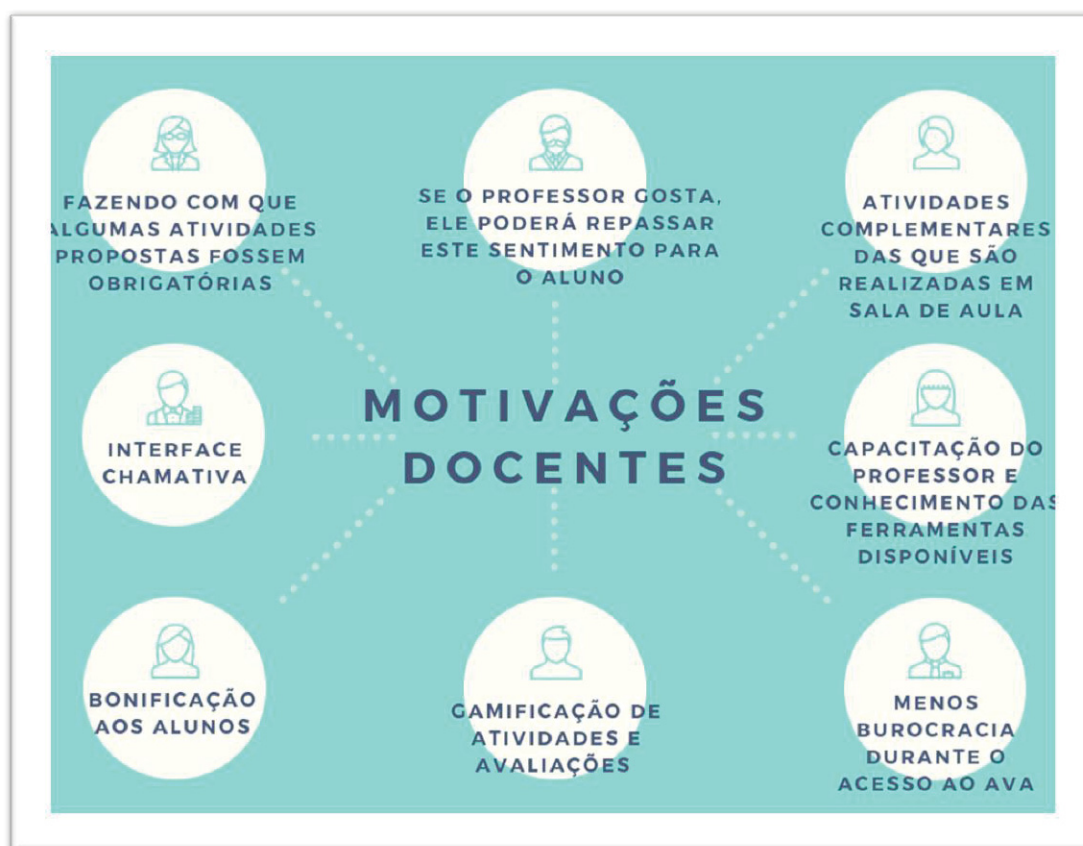 FAZENDO COM QUE
ALGUMAS ATIVIDADES
PROPOSTAS FOSSEM
OBRIGATÓRIAS
SE O PROFESSOR GOSTA,
ELE PODERÁ REPASSAR
ESTE SENTIMENTO PARA
O ALUNO
ATIVIDADES
COMPLEMENTARES
DAS QUE SÃO
REALIZADAS EM
SALA DE AULA
MOTIVAÇÕES
DOCENTES
INTERFACE
CHAMATIVA
CAPACITAÇÃO DO
PROFESSOR E
CONHECIMENTO DAS
FERRAMENTAS
DISPONÍVEIS
BONIFICAÇÃO
AOS ALUNOS
GAMIFICAÇÃO DE
ATIVIDADES E
AVALIAÇÕES
MENOS
BUROCRACIA
DURANTE O
ACESSO AO AVA